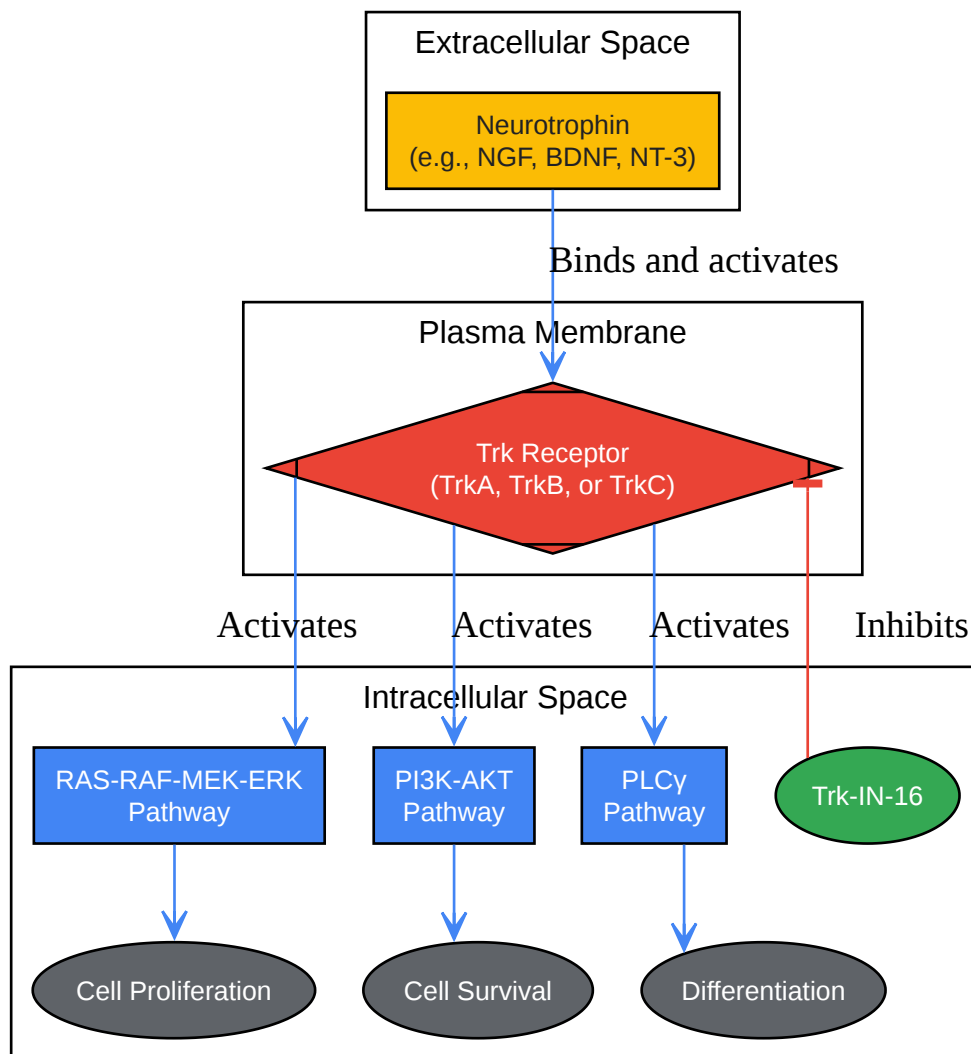 Extracellular Space
Neurotrophin
(e.g., NGF, BDNF, NT-3)
Binds and activates
Plasma Membrane
Trk Receptor
(TrkA, TrkB, or TrkC)
Activates
Activates
Activates
Inhibits
Intracellular Space
RAS-RAF-MEK-ERK
Pathway
PI3K-AKT
Pathway
PLCγ
Pathway
Trk-IN-16
Cell Proliferation
Cell Survival
Differentiation